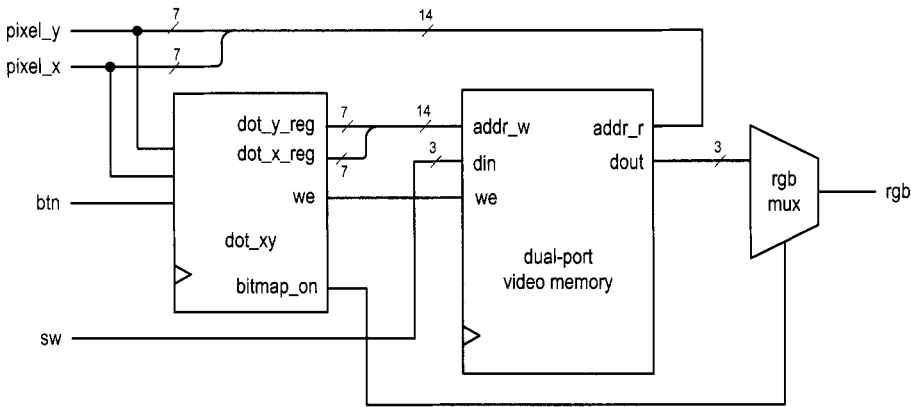 7
14
pixel_y
pixel_x
7
dot_y_reg
7
14
addr_w
addr_r
dot_x_reg
7
3
din
dout
3
rgb
mux
rgb
btn
we
we
dot_xy
dual-port
video memory
bitmap_on
sw